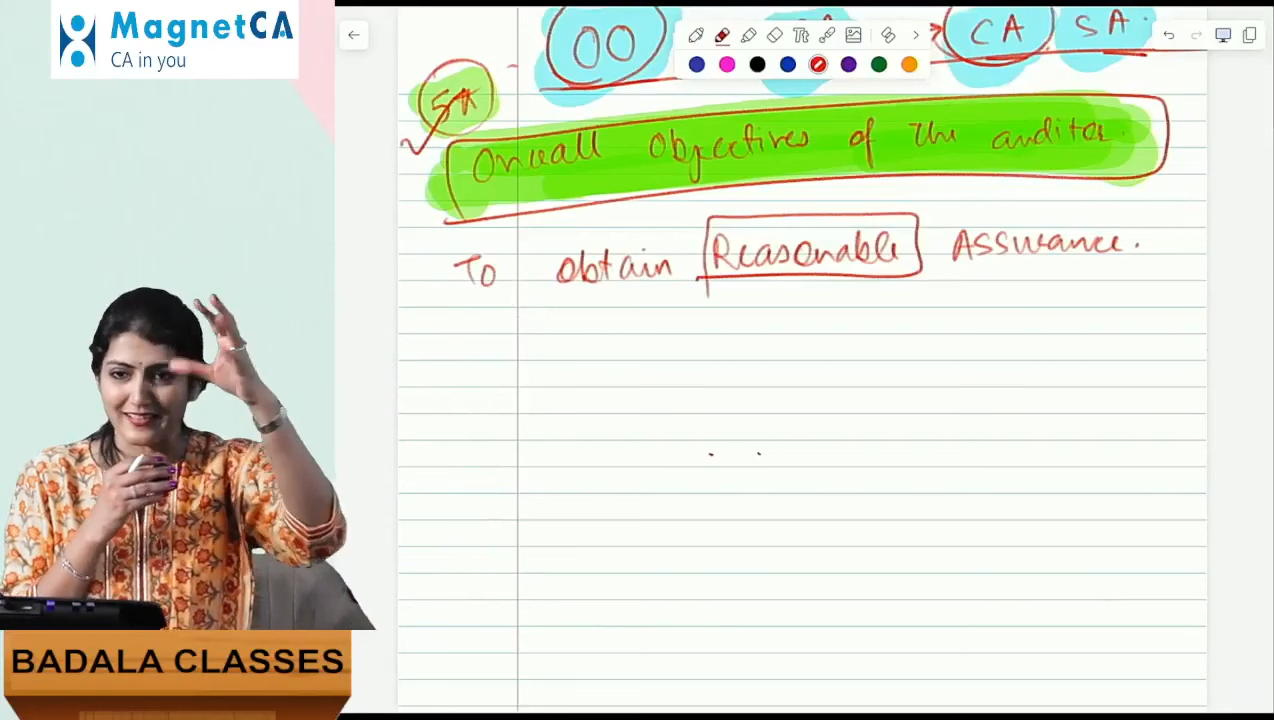 MagnetCA
CA in you
OO
CA SA
Tt
SA
Overall Objectives of the auditor.
To obtain Reasonable Assurance.
BADALA CLASSES